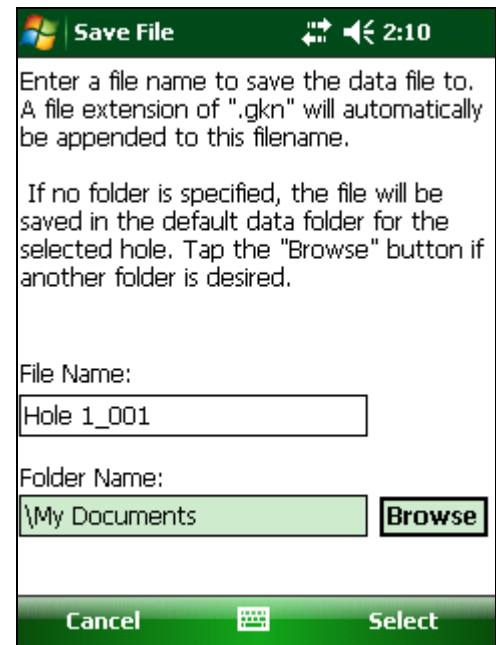 Save File 2:10
Enter a file name to save the data file to.
A file extension of ".gkn" will automatically
be appended to this filename.
If no folder is specified, the file will be
saved in the default data folder for the
selected hole. Tap the "Browse" button if
another folder is desired.
File Name:
Hole 1_001
Folder Name:
\My Documents Browse
Cancel Select